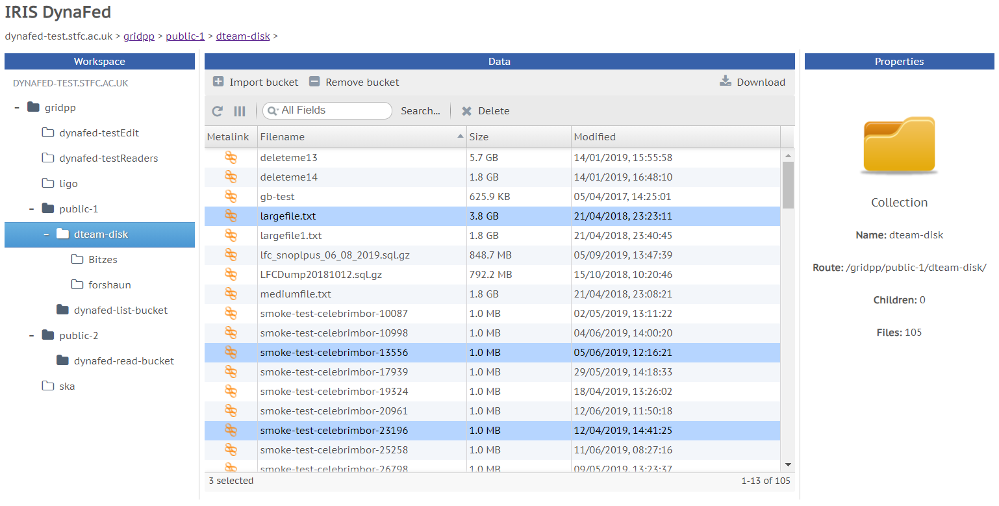 IRIS DynaFed
dynafed-test.stfc.ac.uk > gridpp > public-1 > dteam-disk >
Workspace
DYNAFED-TEST.STFC.AC.UK
gridpp
dynafed-testEdit
dynafed-testReaders
ligo
public-1
dteam-disk
Bitzes
forshaun
dynafed-list-bucket
public-2
dynafed-read-bucket
ska
Data
Import bucket Remove bucket Download
All Fields Search... Delete
Metalink Filename Size Modified
deleteme13 5.7 GB 14/01/2019, 15:55:58
deleteme14 1.8 GB 14/01/2019, 16:48:10
gb-test 625.9 KB 05/04/2017, 14:25:01
largefile.txt 3.8 GB 21/04/2018, 23:23:11
largefile1.txt 1.8 GB 21/04/2018, 23:40:45
lfc_snoplpus_06_08_2019.sql.gz 848.7 MB 05/09/2019, 13:47:39
LFCDump20181012.sql.gz 792.2 MB 15/10/2018, 10:20:46
mediumfile.txt 1.8 GB 21/04/2018, 23:08:21
smoke-test-celebrimbor-10087 1.0 MB 02/05/2019, 13:11:22
smoke-test-celebrimbor-10998 1.0 MB 04/06/2019, 14:00:20
smoke-test-celebrimbor-13556 1.0 MB 05/06/2019, 12:16:21
smoke-test-celebrimbor-17939 1.0 MB 29/05/2019, 14:18:33
smoke-test-celebrimbor-19324 1.0 MB 18/04/2019, 13:26:02
smoke-test-celebrimbor-20961 1.0 MB 12/06/2019, 11:50:18
smoke-test-celebrimbor-23196 1.0 MB 12/04/2019, 14:41:25
smoke-test-celebrimbor-25258 1.0 MB 11/06/2019, 08:27:16
smoke-test-celebrimbor-26798 1.0 MB 09/05/2019, 13:23:37
3 selected 1-13 of 105
Properties
Collection
Name: dteam-disk
Route: /gridpp/public-1/dteam-disk/
Children: 0
Files: 105